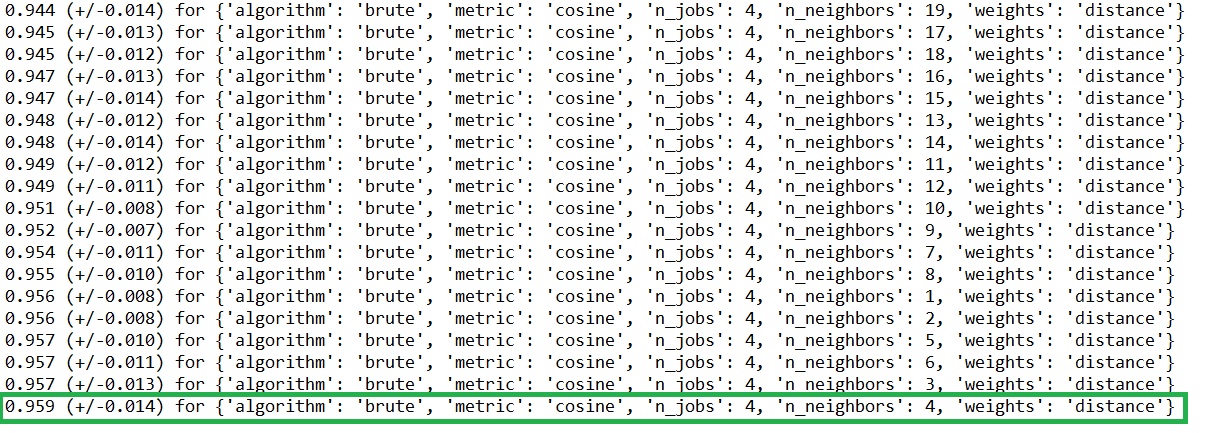 0.944 (+/-0.014) for {'algorithm': 'brute', 'metric': 'cosine', 'n_jobs': 4, 'n_neighbors': 19, 'weights': 'distance'}
0.945 (+/-0.013) for {'algorithm': 'brute', 'metric': 'cosine', 'n_jobs': 4, 'n_neighbors': 17, 'weights': 'distance'}
0.945 (+/-0.012) for {'algorithm': 'brute', 'metric': 'cosine', 'n_jobs': 4, 'n_neighbors': 18, 'weights': 'distance'}
0.947 (+/-0.013) for {'algorithm': 'brute', 'metric': 'cosine', 'n_jobs': 4, 'n_neighbors': 16, 'weights': 'distance'}
0.947 (+/-0.014) for {'algorithm': 'brute', 'metric': 'cosine', 'n_jobs': 4, 'n_neighbors': 15, 'weights': 'distance'}
0.948 (+/-0.012) for {'algorithm': 'brute', 'metric': 'cosine', 'n_jobs': 4, 'n_neighbors': 13, 'weights': 'distance'}
0.948 (+/-0.014) for {'algorithm': 'brute', 'metric': 'cosine', 'n_jobs': 4, 'n_neighbors': 14, 'weights': 'distance'}
0.949 (+/-0.012) for {'algorithm': 'brute', 'metric': 'cosine', 'n_jobs': 4, 'n_neighbors': 11, 'weights': 'distance'}
0.949 (+/-0.011) for {'algorithm': 'brute', 'metric': 'cosine', 'n_jobs': 4, 'n_neighbors': 12, 'weights': 'distance'}
0.951 (+/-0.008) for {'algorithm': 'brute', 'metric': 'cosine', 'n_jobs': 4, 'n_neighbors': 10, 'weights': 'distance'}
0.952 (+/-0.007) for {'algorithm': 'brute', 'metric': 'cosine', 'n_jobs': 4, 'n_neighbors': 9, 'weights': 'distance'}
0.954 (+/-0.011) for {'algorithm': 'brute', 'metric': 'cosine', 'n_jobs': 4, 'n_neighbors': 7, 'weights': 'distance'}
0.955 (+/-0.010) for {'algorithm': 'brute', 'metric': 'cosine', 'n_jobs': 4, 'n_neighbors': 8, 'weights': 'distance'}
0.956 (+/-0.008) for {'algorithm': 'brute', 'metric': 'cosine', 'n_jobs': 4, 'n_neighbors': 1, 'weights': 'distance'}
0.956 (+/-0.008) for {'algorithm': 'brute', 'metric': 'cosine', 'n_jobs': 4, 'n_neighbors': 2, 'weights': 'distance'}
0.957 (+/-0.010) for {'algorithm': 'brute', 'metric': 'cosine', 'n_jobs': 4, 'n_neighbors': 5, 'weights': 'distance'}
0.957 (+/-0.011) for {'algorithm': 'brute', 'metric': 'cosine', 'n_jobs': 4, 'n_neighbors': 6, 'weights': 'distance'}
0.957 (+/-0.013) for {'algorithm': 'brute', 'metric': 'cosine', 'n_jobs': 4, 'n_neighbors': 3, 'weights': 'distance'}
0.959 (+/-0.014) for {'algorithm': 'brute', 'metric': 'cosine', 'n_jobs': 4, 'n_neighbors': 4, 'weights': 'distance'}